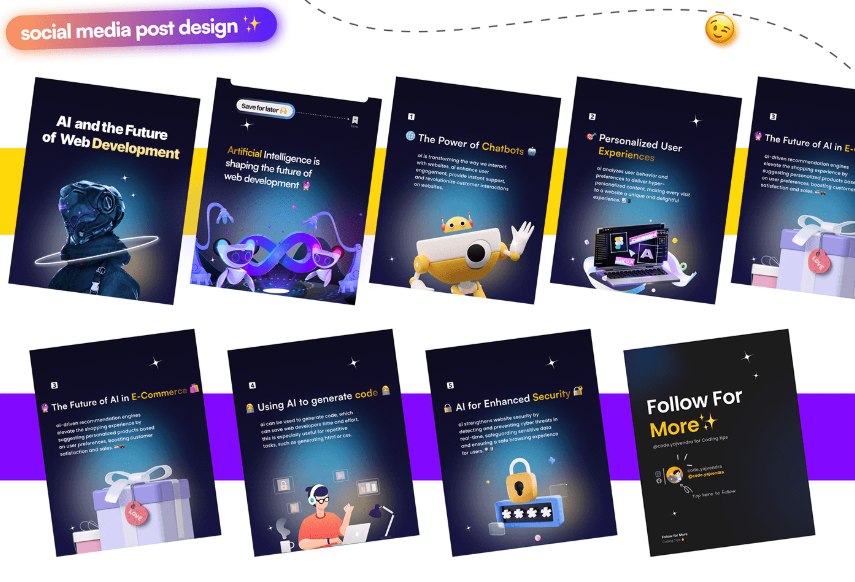 social media post design
AI and the Future
of Web Development
Save for later
Artificial Intelligence is
shaping the future of
web development
1
The Power of Chatbots
ai is transforming the way we interact
with websites. ai enhance user
engagement, provide instant support,
and revolutionize customer interactions
on websites.
2
Personalized User
Experiences
ai analyzes user behavior and
preferences to deliver hyper-
personalized content, making every visit
to a website a unique and delightful
experience.
3
The Future of AI in E-
ai-driven recommendation engines
elevate the shopping experience by
suggesting personalized products based
on user preferences, boosting customer
satisfaction and sales.
LOVE
3
The Future of AI in E-Commerce
ai-driven recommendation engines
elevate the shopping experience by
suggesting personalized products based
on user preferences, boosting customer
satisfaction and sales.
LOVE
4
Using AI to generate code
ai can be used to generate code, which
can save web developers time and effort.
this is especially useful for repetitive
tasks, such as generating html or css.
5
AI for Enhanced Security
ai strengthens website security by
detecting and preventing cyber threats in
real-time, safeguarding sensitive data
and ensuring a safe browsing experience
for users.
****
Follow For
More
@code.yajvendra for Coding tips
code.yajvendra
@code.yajvendra
Tap here to Follow
Follow for More
Coding Tips